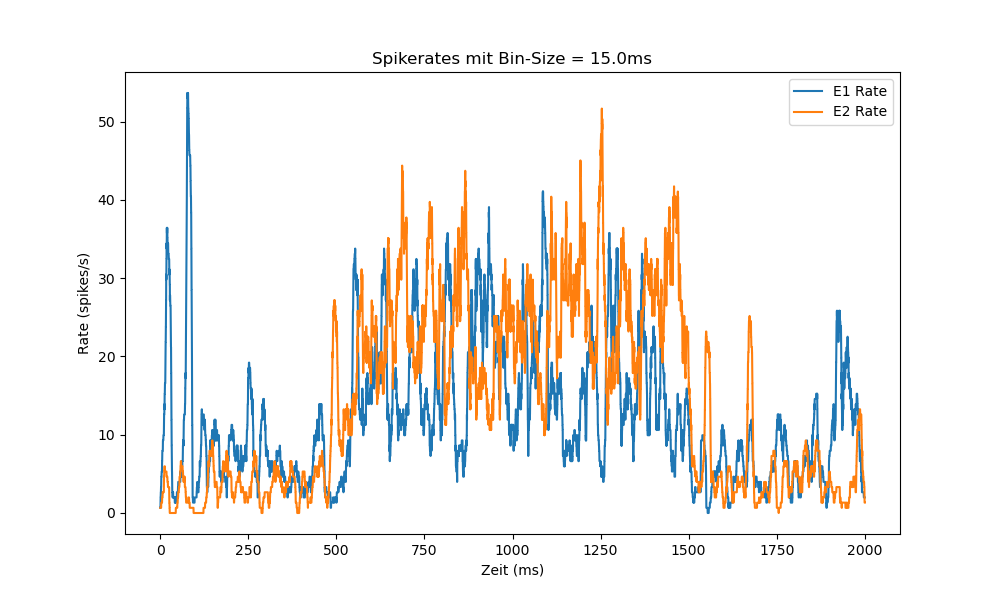 Spikerates mit Bin-Size = 15.0ms
E1 Rate
E2 Rate
50
40
30
20
10
0
Rate (spikes/s)
0 250 500 750 1000 1250 1500 1750 2000
Zeit (ms)